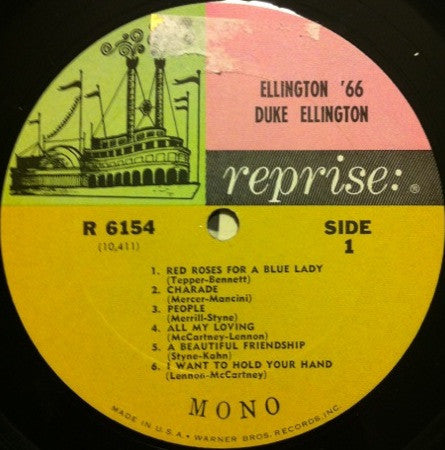 ELLINGTON '66
DUKE ELLINGTON
reprise: ®
R 6154
(10,411)
SIDE
1
1. RED ROSES FOR A BLUE LADY
(Tepper-Bennett)
2. CHARADE
(Mercer-Mancini)
3. PEOPLE
(Merrill-Styne)
4. ALL MY LOVING
(McCartney-Lennon)
5. A BEAUTIFUL FRIENDSHIP
(Styne-Kahn)
6. I WANT TO HOLD YOUR HAND
(Lennon-McCartney)
MONO
MADE IN U.S.A. • WARNER BROS. RECORDS, INC.